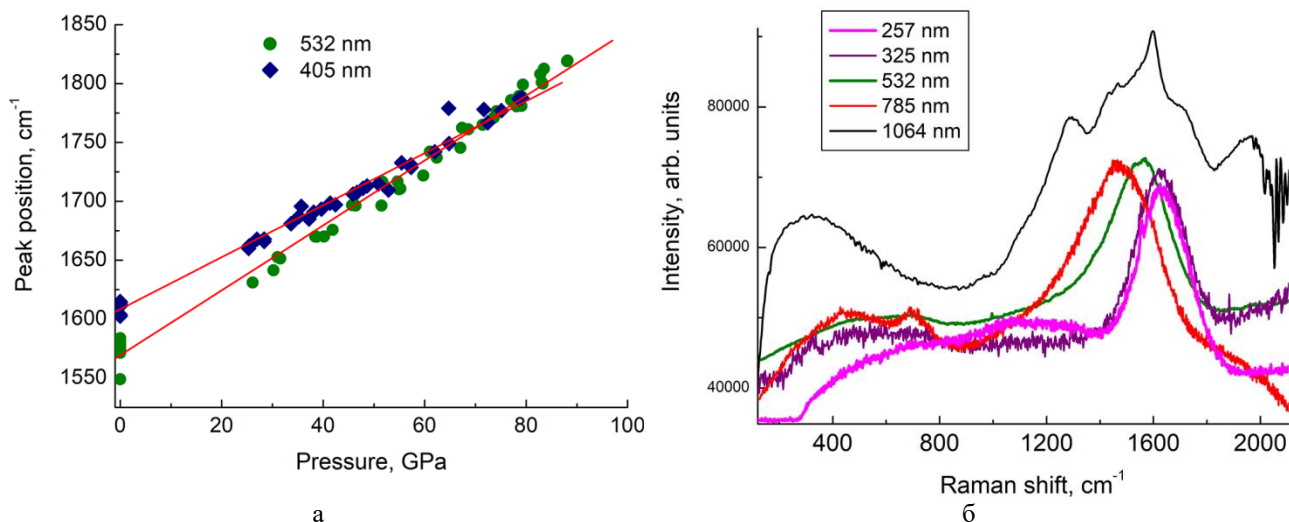 1850
1800
1750
1700
1650
1600
1550
Peak position, cm⁻¹
532 nm
405 nm
0 20 40 60 80 100
Pressure, GPa
а
80000
60000
40000
Intensity, arb. units
257 nm
325 nm
532 nm
785 nm
1064 nm
400 800 1200 1600 2000
Raman shift, cm⁻¹
б